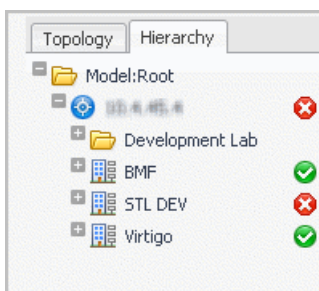 Topology Hierarchy
Model:Root
Development Lab
BMF
STL DEV
Virtigo